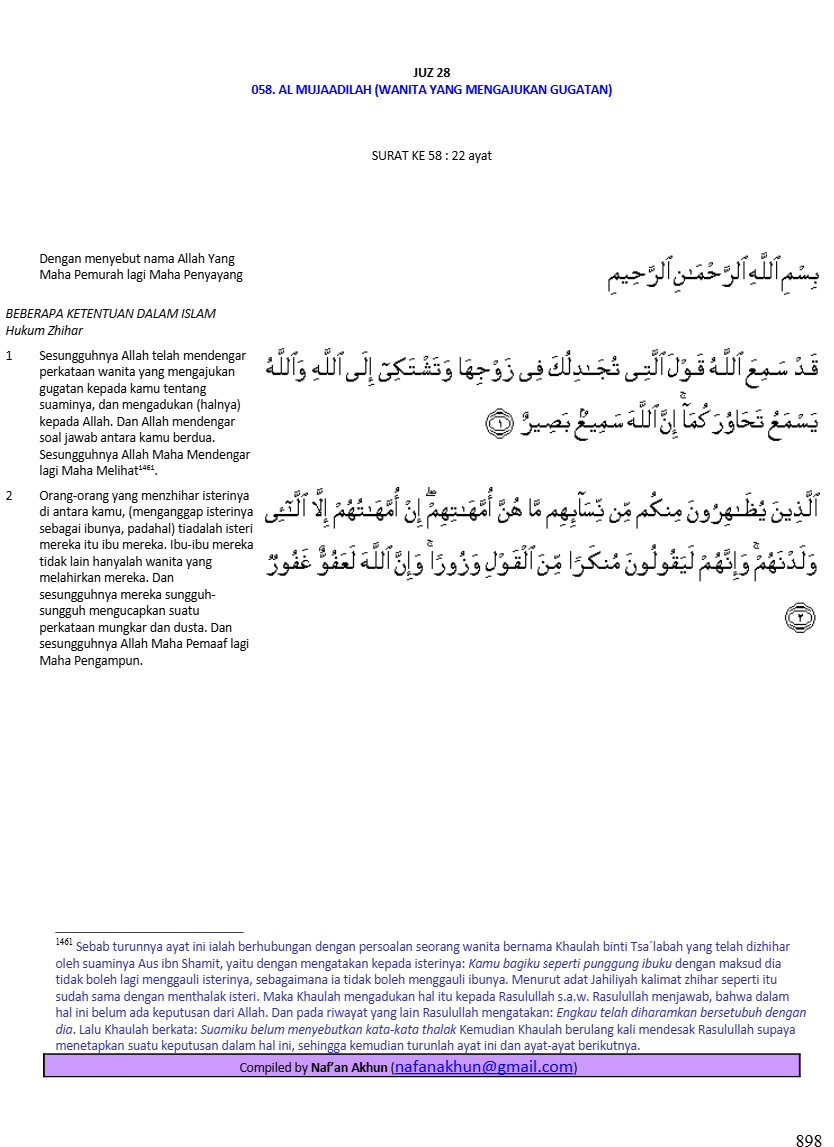 JUZ 28
058. AL MUJAADILAH (WANITA YANG MENGAJUKAN GUGATAN)
SURAT KE 58 : 22 ayat
Dengan menyebut nama Allah Yang
Maha Pemurah lagi Maha Penyayang
بِسْمِ ٱللَّهِ ٱلرَّحْمَـٰنِ ٱلرَّحِيمِ
BEBERAPA KETENTUAN DALAM ISLAM
Hukum Zhihar
1 Sesungguhnya Allah telah mendengar
perkataan wanita yang mengajukan
gugatan kepada kamu tentang
suaminya, dan mengadukan (halnya)
kepada Allah. Dan Allah mendengar
soal jawab antara kamu berdua.
Sesungguhnya Allah Maha Mendengar
lagi Maha Melihat¹⁴⁶¹.
قَدْ سَمِعَ ٱللَّهُ قَوْلَ ٱلَّتِى تُجَـٰدِلُكَ فِى زَوْجِهَا وَتَشْتَكِىٓ إِلَى ٱللَّهِ وَٱللَّهُ
يَسْمَعُ تَحَاوُرَكُمَآ ۚ إِنَّ ٱللَّهَ سَمِيعٌۢ بَصِيرٌ ﴿١﴾
2 Orang-orang yang menzhihar isterinya
di antara kamu, (menganggap isterinya
sebagai ibunya, padahal) tiadalah isteri
mereka itu ibu mereka. Ibu-ibu mereka
tidak lain hanyalah wanita yang
melahirkan mereka. Dan
sesungguhnya mereka sungguh-
sungguh mengucapkan suatu
perkataan mungkar dan dusta. Dan
sesungguhnya Allah Maha Pemaaf lagi
Maha Pengampun.
ٱلَّذِينَ يُظَـٰهِرُونَ مِنكُم مِّن نِّسَآئِهِم مَّا هُنَّ أُمَّهَـٰتِهِمْ ۖ إِنْ أُمَّهَـٰتُهُمْ إِلَّا ٱلَّـٰٓـِٔى
وَلَدْنَهُمْ ۚ وَإِنَّهُمْ لَيَقُولُونَ مُنكَرًا مِّنَ ٱلْقَوْلِ وَزُورًا ۚ وَإِنَّ ٱللَّهَ لَعَفُوٌّ غَفُورٌ
﴿٢﴾
¹⁴⁶¹ Sebab turunnya ayat ini ialah berhubungan dengan persoalan seorang wanita bernama Khaulah binti Tsa´labah yang telah dizhihar
oleh suaminya Aus ibn Shamit, yaitu dengan mengatakan kepada isterinya: Kamu bagiku seperti punggung ibuku dengan maksud dia
tidak boleh lagi menggauli isterinya, sebagaimana ia tidak boleh menggauli ibunya. Menurut adat Jahiliyah kalimat zhihar seperti itu
sudah sama dengan menthalak isteri. Maka Khaulah mengadukan hal itu kepada Rasulullah s.a.w. Rasulullah menjawab, bahwa dalam
hal ini belum ada keputusan dari Allah. Dan pada riwayat yang lain Rasulullah mengatakan: Engkau telah diharamkan bersetubuh dengan
dia. Lalu Khaulah berkata: Suamiku belum menyebutkan kata-kata thalak Kemudian Khaulah berulang kali mendesak Rasulullah supaya
menetapkan suatu keputusan dalam hal ini, sehingga kemudian turunlah ayat ini dan ayat-ayat berikutnya.
Compiled by Naf’an Akhun (nafanakhun@gmail.com)
898